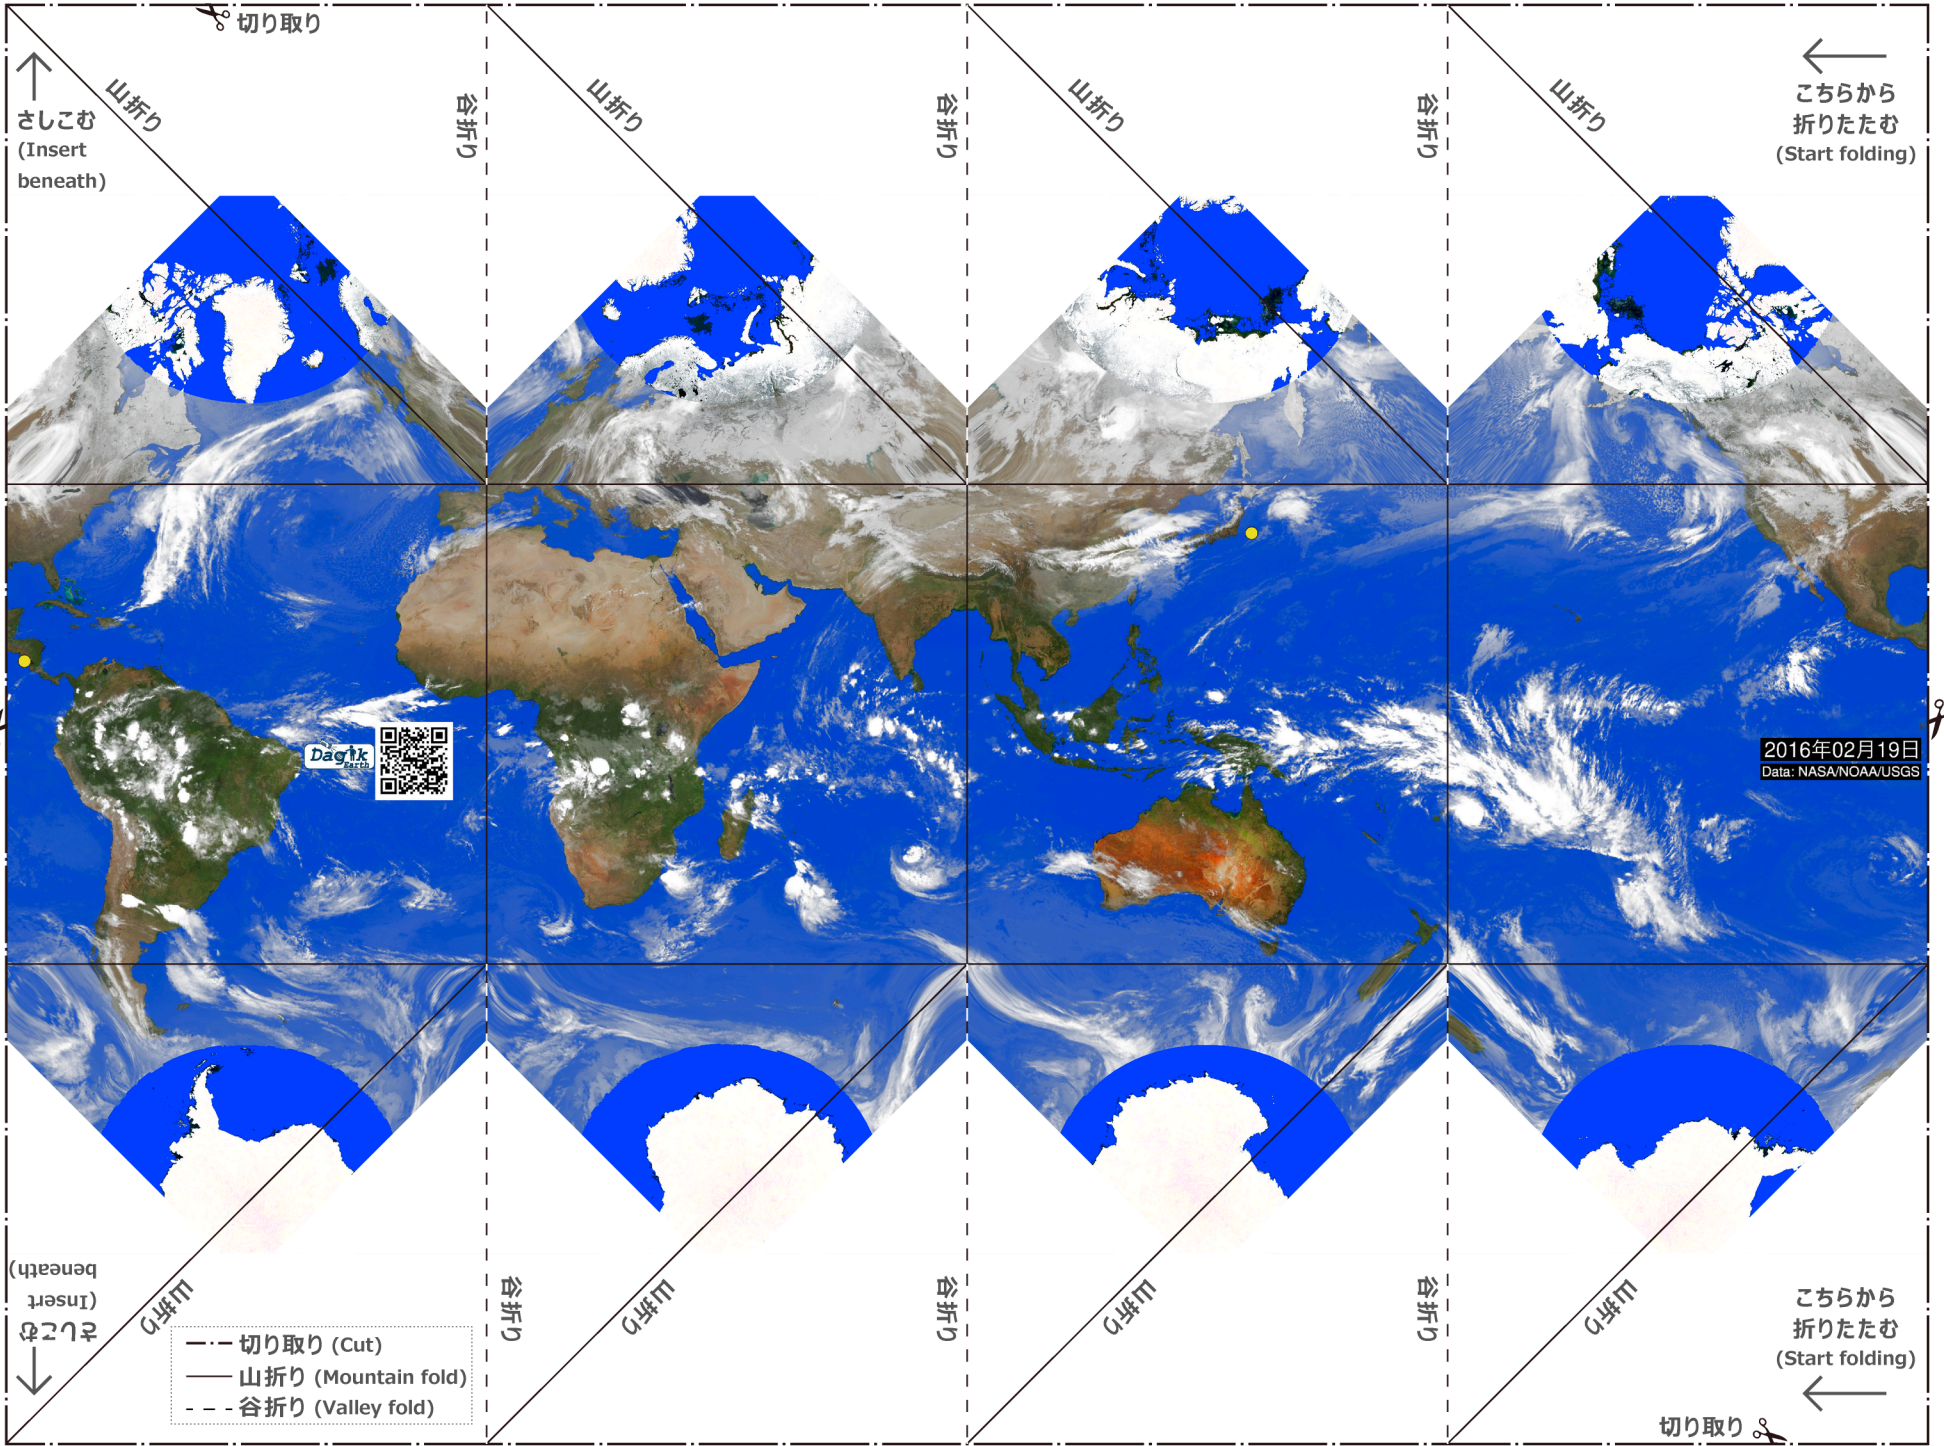 切り取り
さしこむ
(Insert
beneath)
山折り
谷折り
山折り
谷折り
山折り
谷折り
山折り
こちらから
折りたたむ
(Start folding)
Dagik
Earth
2016年02月19日
Data: NASA/NOAA/USGS
さしこむ
(Insert
beneath)
山折り
谷折り
山折り
谷折り
山折り
谷折り
山折り
こちらから
折りたたむ
(Start folding)
切り取り (Cut)
山折り (Mountain fold)
谷折り (Valley fold)
切り取り